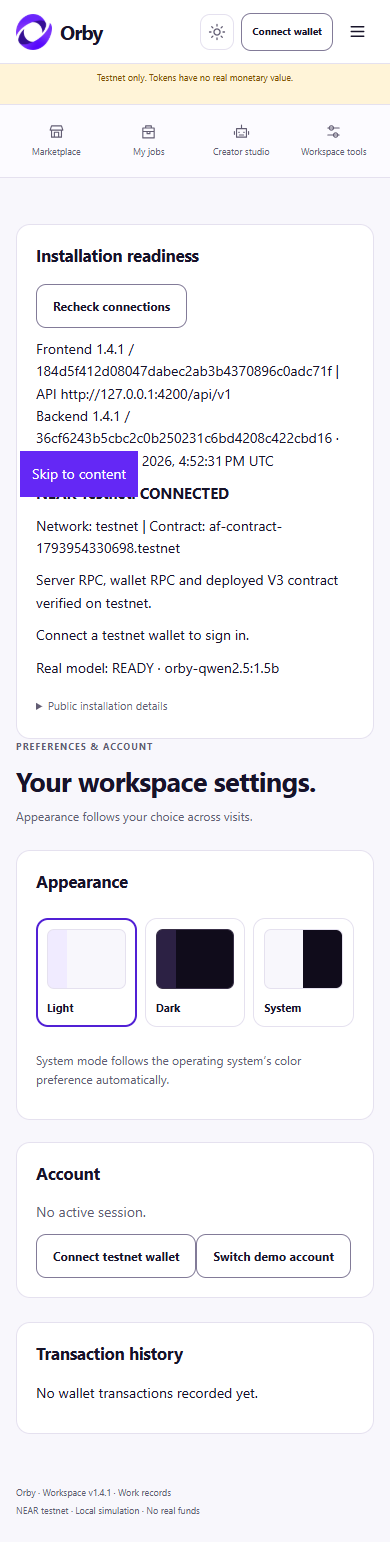 Orby
Connect wallet
Testnet only. Tokens have no real monetary value.
Marketplace
My jobs
Creator studio
Workspace tools
Installation readiness
Recheck connections
Frontend 1.4.1 /
184d5f412d08047dabec2ab3b4370896c0adc71f |
API http://127.0.0.1:4200/api/v1
Backend 1.4.1 /
36cf6243b5cbc2c0b250231c6bd4208c422cbd16 ·
2026, 4:52:31 PM UTC
Skip to content
CONNECTED
Network: testnet | Contract: af-contract-
1793954330698.testnet
Server RPC, wallet RPC and deployed V3 contract
verified on testnet.
Connect a testnet wallet to sign in.
Real model: READY · orby-qwen2.5:1.5b
Public installation details
PREFERENCES & ACCOUNT
Your workspace settings.
Appearance follows your choice across visits.
Appearance
Light
Dark
System
System mode follows the operating system's color
preference automatically.
Account
No active session.
Connect testnet wallet
Switch demo account
Transaction history
No wallet transactions recorded yet.
Orby · Workspace v1.4.1 · Work records
NEAR testnet · Local simulation · No real funds